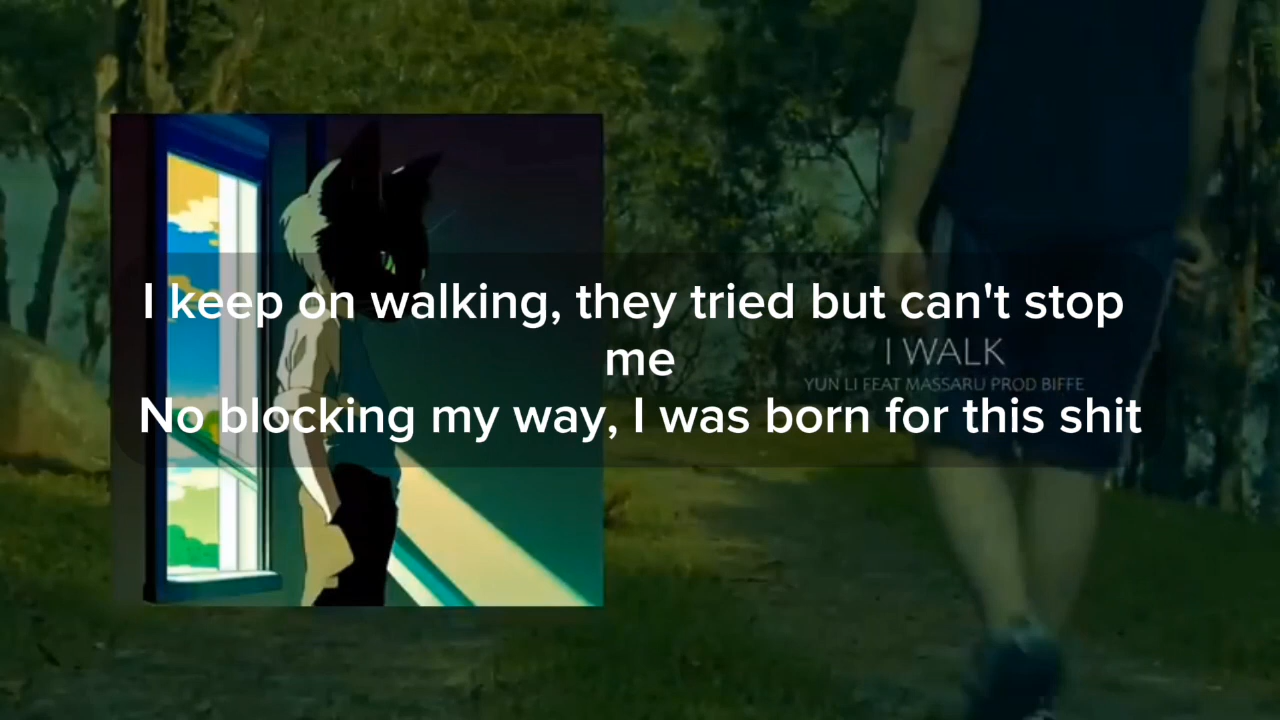 I keep on walking, they tried but can't stop
me
No blocking my way, I was born for this shit
I WALK
YUN LI FEAT MASSARU PROD BIFFE